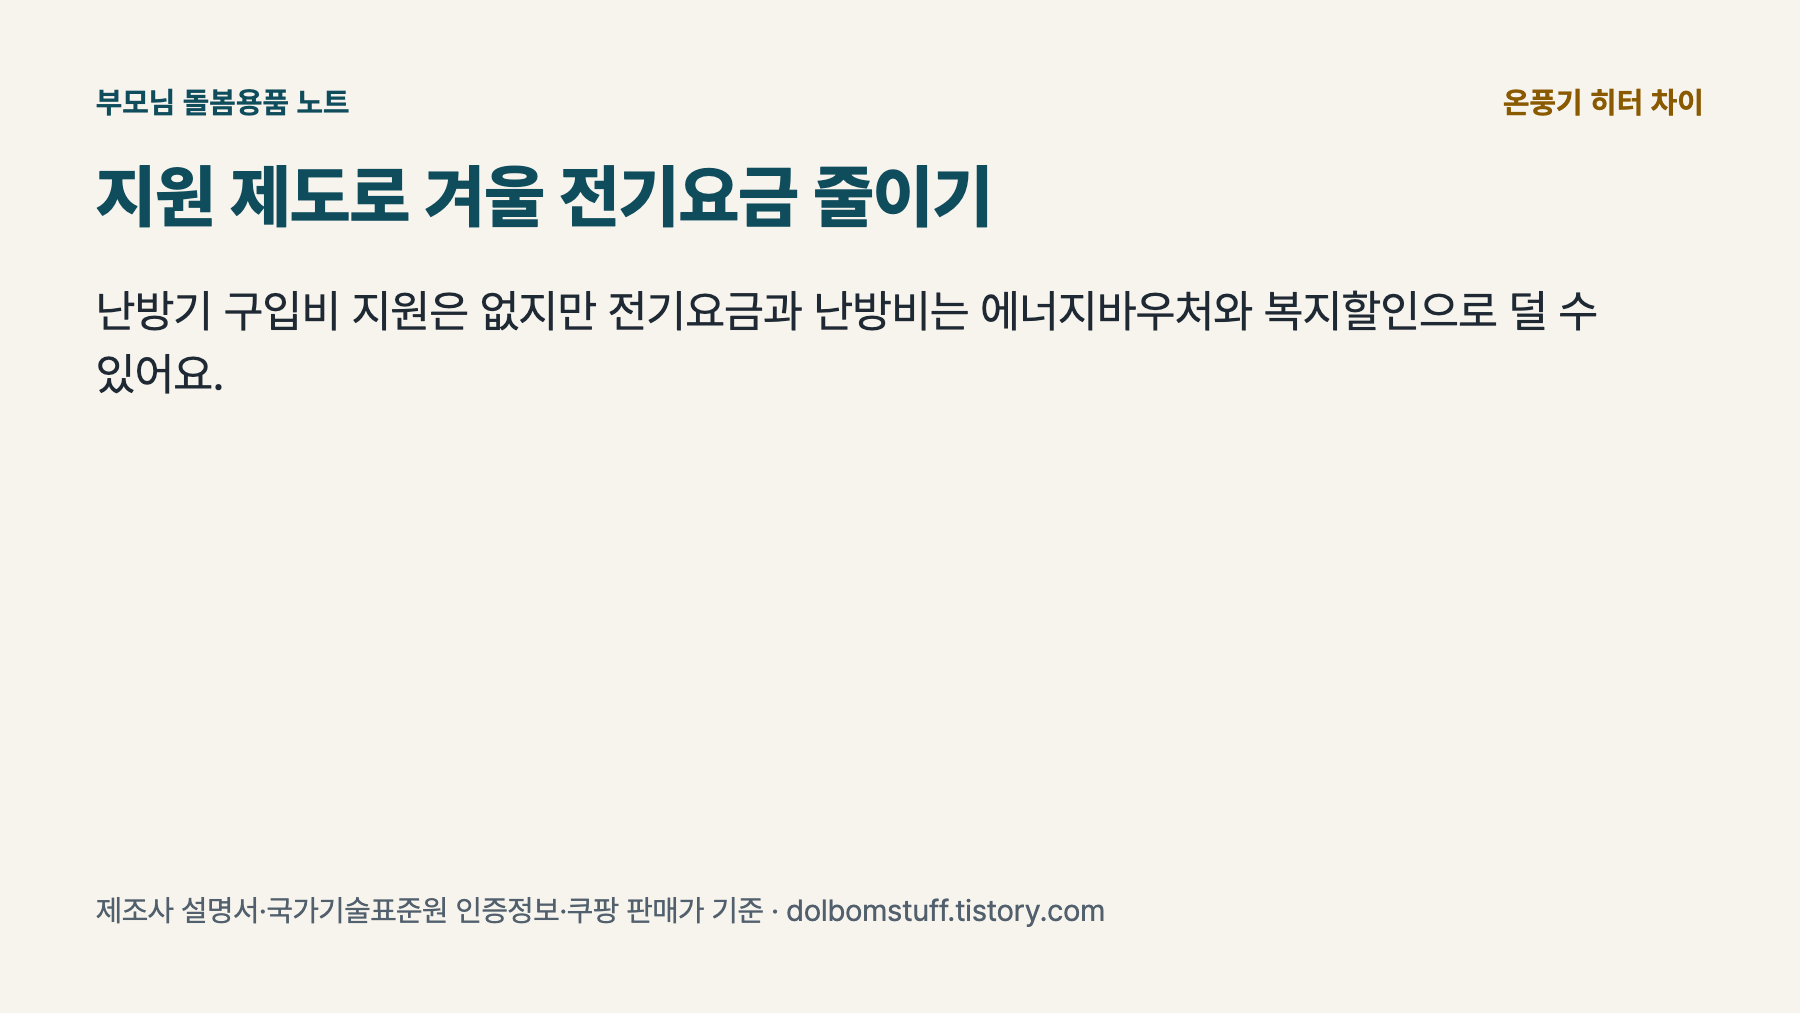 부모님 돌봄용품 노트
온풍기 히터 차이
지원 제도로 겨울 전기요금 줄이기
난방기 구입비 지원은 없지만 전기요금과 난방비는 에너지바우처와 복지할인으로 덜 수
있어요.
제조사 설명서·국가기술표준원 인증정보·쿠팡 판매가 기준 · dolbomstuff.tistory.com